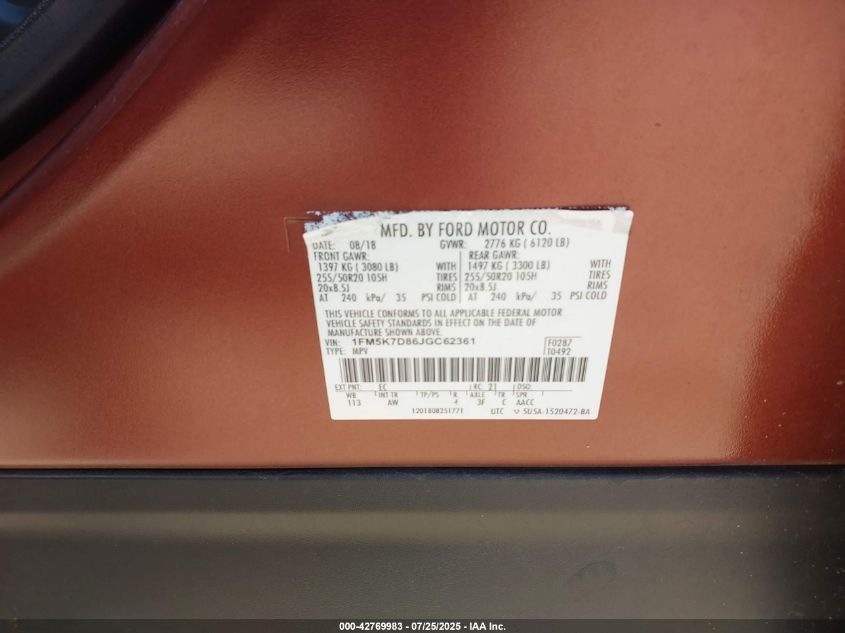 MFD. BY FORD MOTOR CO.
DATE: 08/18 GVWR: 2776 KG ( 6120 LB)
FRONT GAWR: REAR GAWR:
1397 KG ( 3080 LB) WITH 1497 KG ( 3300 LB) WITH
255/50R20 105H TIRES 255/50R20 105H TIRES
20x8.5J RIMS 20x8.5J RIMS
AT 240 kPa/ 35 PSI COLD AT 240 kPa/ 35 PSI COLD
THIS VEHICLE CONFORMS TO ALL APPLICABLE FEDERAL MOTOR
VEHICLE SAFETY STANDARDS IN EFFECT ON THE DATE OF
MANUFACTURE SHOWN ABOVE.
VIN: 1FM5K7D86JGC62361 F0287
TYPE: MPV T0492
EXT PNT: EC RC: 21 DSO:
WB INT TR TP/PS R AXLE TR SPR
113 AW 4 3F C AACC
1201808251771 UTC 5U5A-1520472-BA
000-42769983 / 07/25/2025 - IAA Inc.